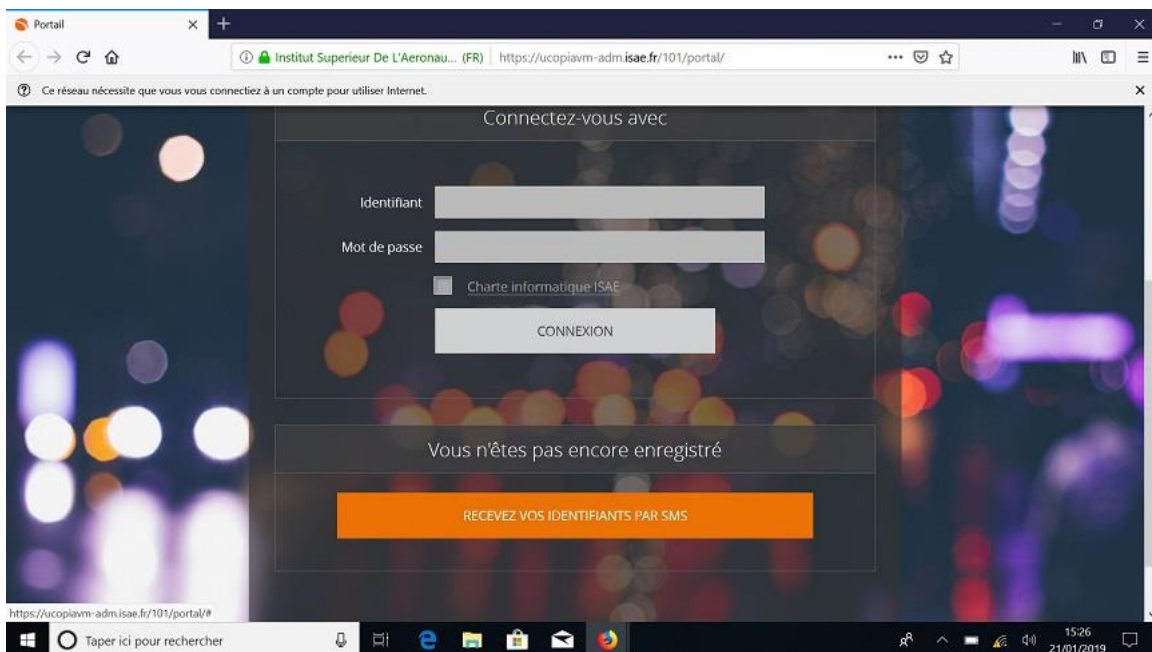 Portail
Institut Superieur De L'Aeronau... (FR)
https://ucopiavm-adm.isae.fr/101/portal/
Ce réseau nécessite que vous vous connectiez à un compte pour utiliser Internet.
Connectez-vous avec
Identifiant
Mot de passe
Charte informatique ISAE
CONNEXION
Vous n'êtes pas encore enregistré
RECEVEZ VOS IDENTIFIANTS PAR SMS
https://ucopiavm-adm.isae.fr/101/portal/#
Taper ici pour rechercher
15:26
21/01/2019